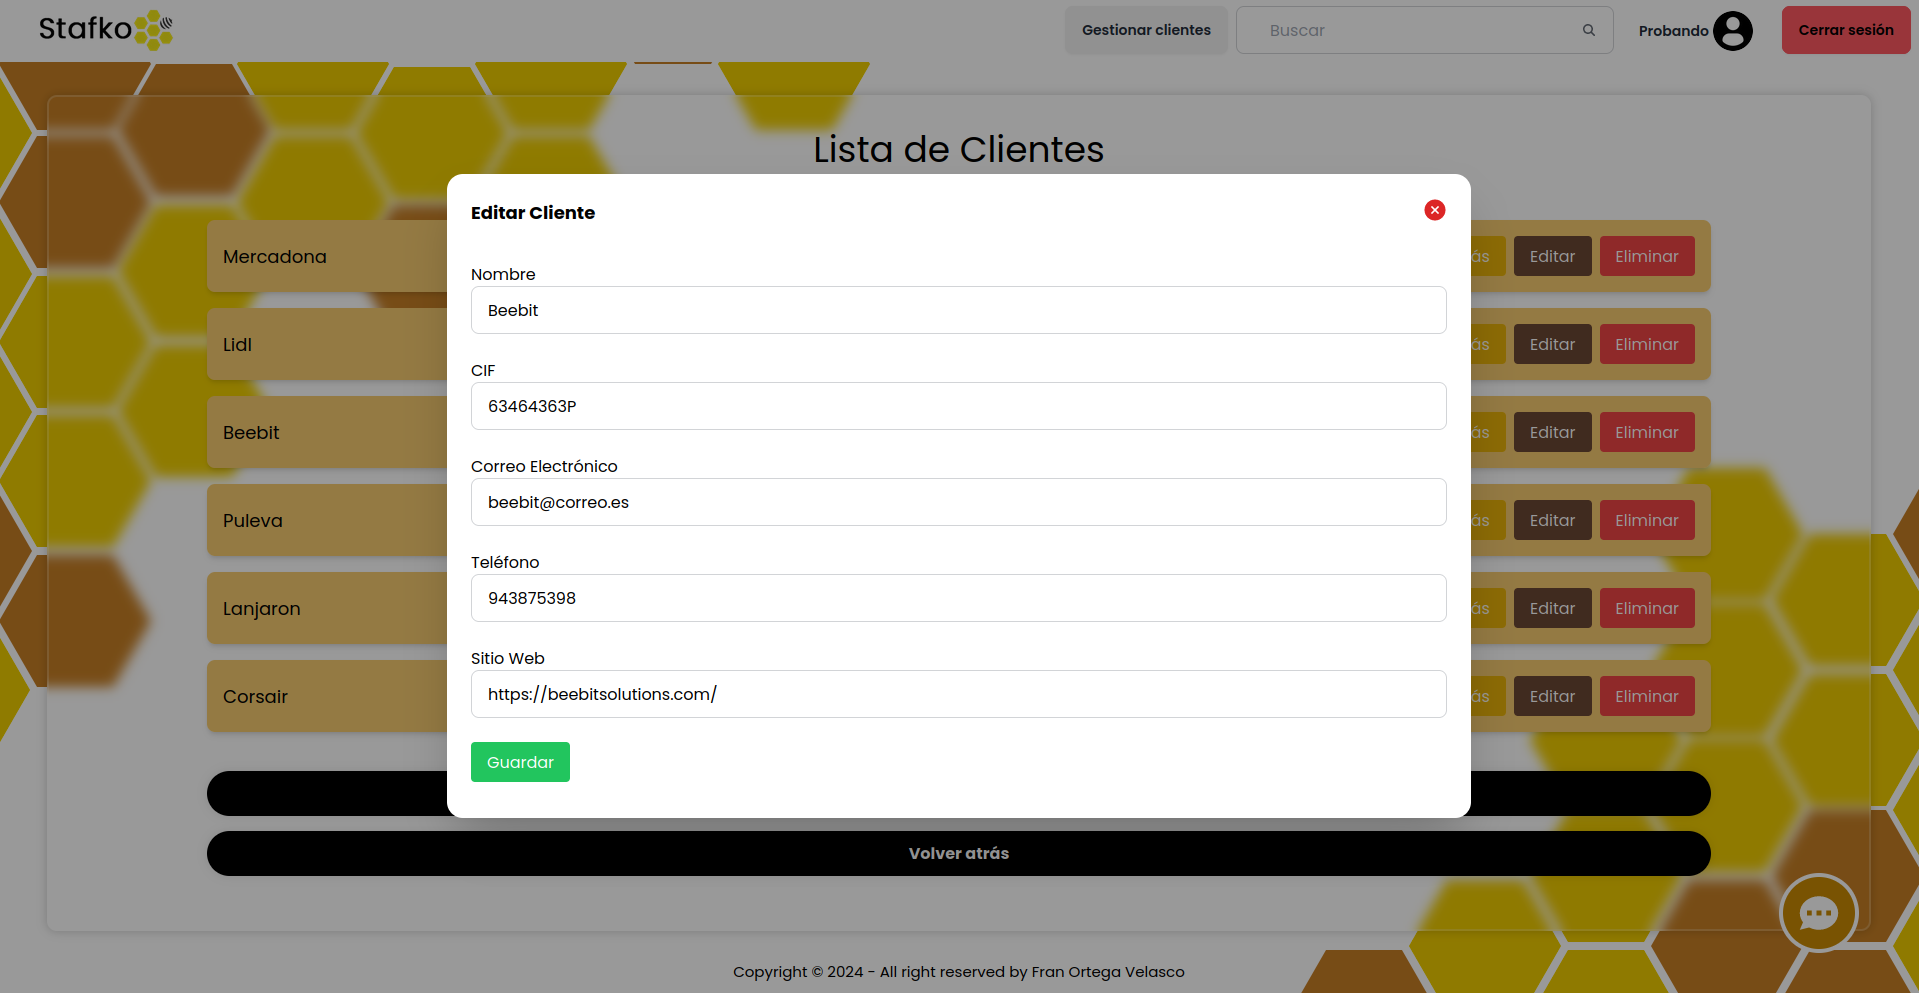 Stafko
Gestionar clientes
Buscar
Probando
Cerrar sesión
Lista de Clientes
Editar Cliente
Nombre
Beebit
CIF
63464363P
Correo Electrónico
beebit@correo.es
Teléfono
943875398
Sitio Web
https://beebitsolutions.com/
Guardar
Mercadona
ás Editar Eliminar
Lidl
ás Editar Eliminar
Beebit
ás Editar Eliminar
Puleva
ás Editar Eliminar
Lanjaron
ás Editar Eliminar
Corsair
ás Editar Eliminar
Volver atrás
Copyright © 2024 - All right reserved by Fran Ortega Velasco